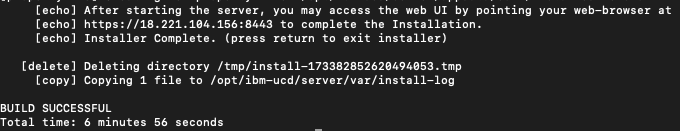 [echo] After starting the server, you may access the web UI by pointing your web-browser at
[echo] https://18.221.104.156:8443 to complete the Installation.
[echo] Installer Complete. (press return to exit installer)
[delete] Deleting directory /tmp/install-173382852620494053.tmp
[copy] Copying 1 file to /opt/ibm-ucd/server/var/install-log
BUILD SUCCESSFUL
Total time: 6 minutes 56 seconds